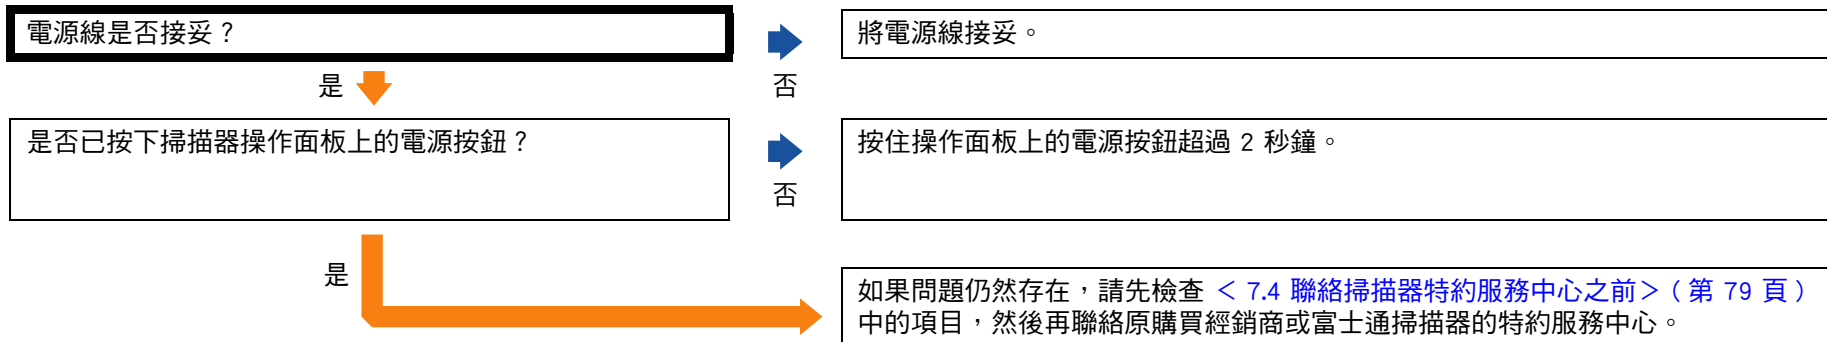 電源線是否接妥？
將電源線接妥。
是
否
是否已按下掃描器操作面板上的電源按鈕？
按住操作面板上的電源按鈕超過 2 秒鐘。
否
是
如果問題仍然存在，請先檢查 < 7.4 聯絡掃描器特約服務中心之前>（第 79 頁）
中的項目，然後再聯絡原購買經銷商或富士通掃描器的特約服務中心。